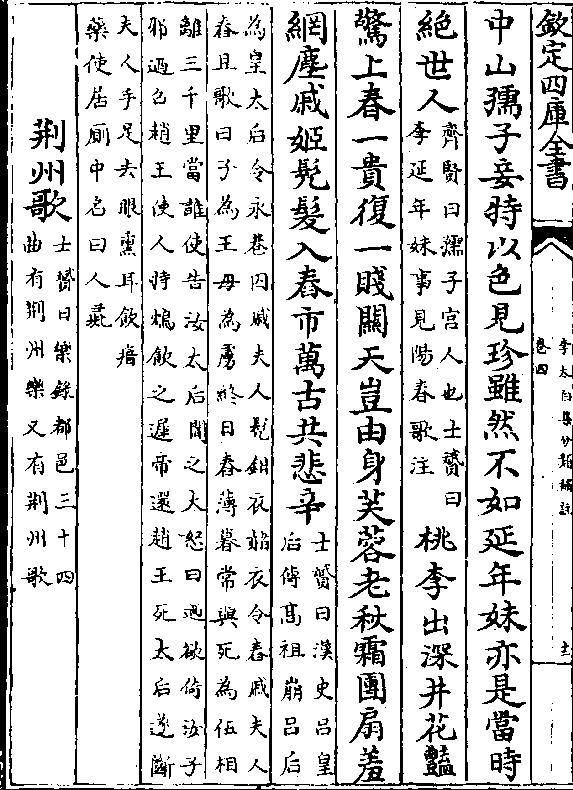 欽定四庫全書
李太白集分類補註
卷四
中山孺子妾特以色見珍雖然不如延年妹亦是當時
絶世人
齊賢曰孺子宫人也士贇曰
李延年妹事見陽春歌注
桃李出深井花豔
驚上春一貴復一賤關天豈由身芙蓉老秋霜團扇羞
網塵戚姬髠髮入舂市萬古共悲辛
士贇曰漢史吕皇
后傳髙祖崩吕后
為皇太后令永巷囚戚夫人髠鉗衣赭衣令舂戚夫人
舂且歌曰子為王母為虜終日舂薄暮常與死為伍相
離三千里當誰使告汝太后聞之大怒曰迺欲倚汝子
邪迺召趙王使人持鴆飲之遲帝還趙王死太后遂斷
夫人手足去眼熏耳飲瘖
藥使居厠中名曰人彘
荆州歌
士贇曰樂錄都邑三十四
曲有荆州樂又有荆州歌